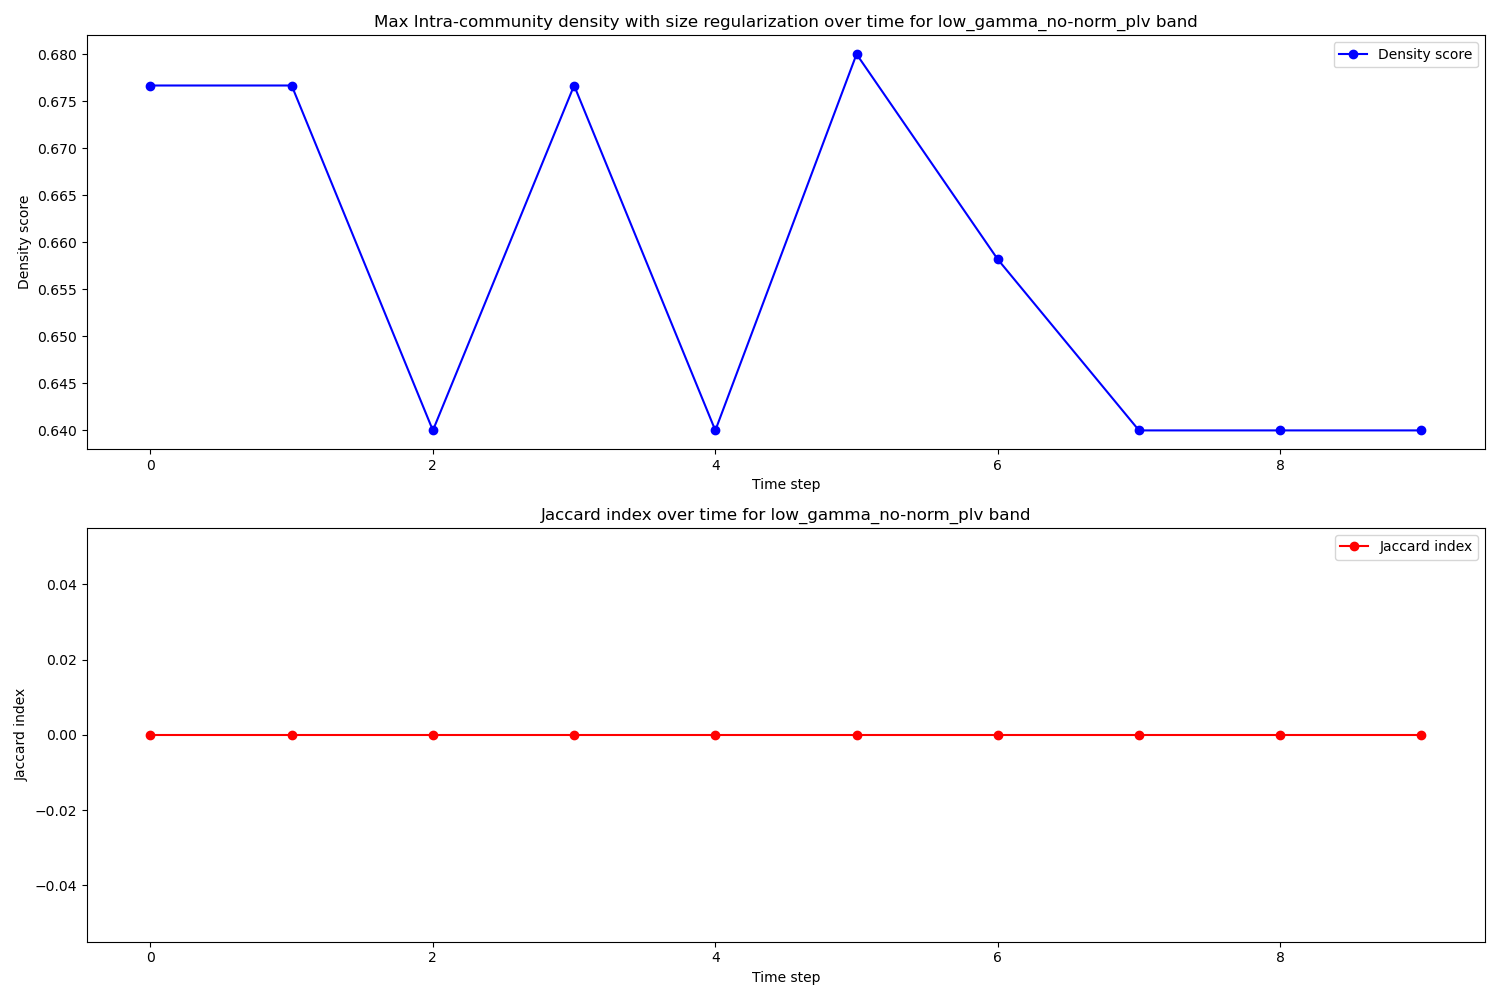 Max Intra-community density with size regularization over time for low_gamma_no-norm_plv band
Density score
0.680
0.675
0.670
0.665
0.660
0.655
0.650
0.645
0.640
Density score
0 2 4 6 8
Time step
Jaccard index over time for low_gamma_no-norm_plv band
Jaccard index
0.04
0.02
0.00
−0.02
−0.04
Jaccard index
0 2 4 6 8
Time step